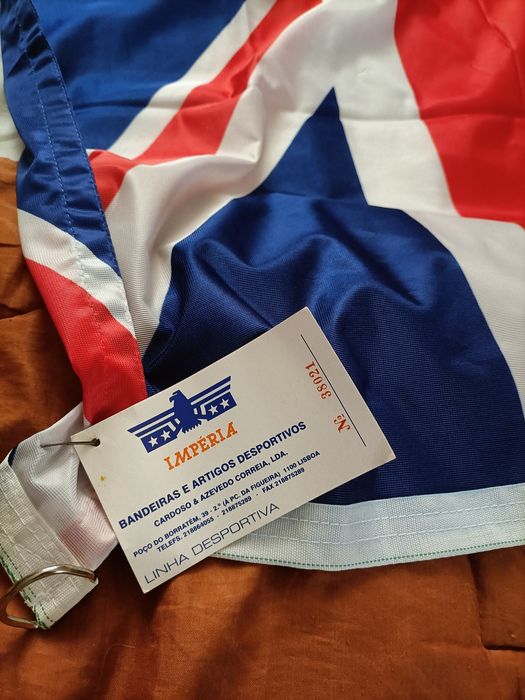 IMPÉRIA
BANDEIRAS E ARTIGOS DESPORTIVOS
CARDOSO & AZEVEDO CORREIA, LDA.
POÇO DO BORRATÉM, 39 - 2.º (À PC. DA FIGUEIRA) 1100 LISBOA
TELEFS. 218864055 - 218875289 · FAX 218875289
LINHA DESPORTIVA
Nº 38021